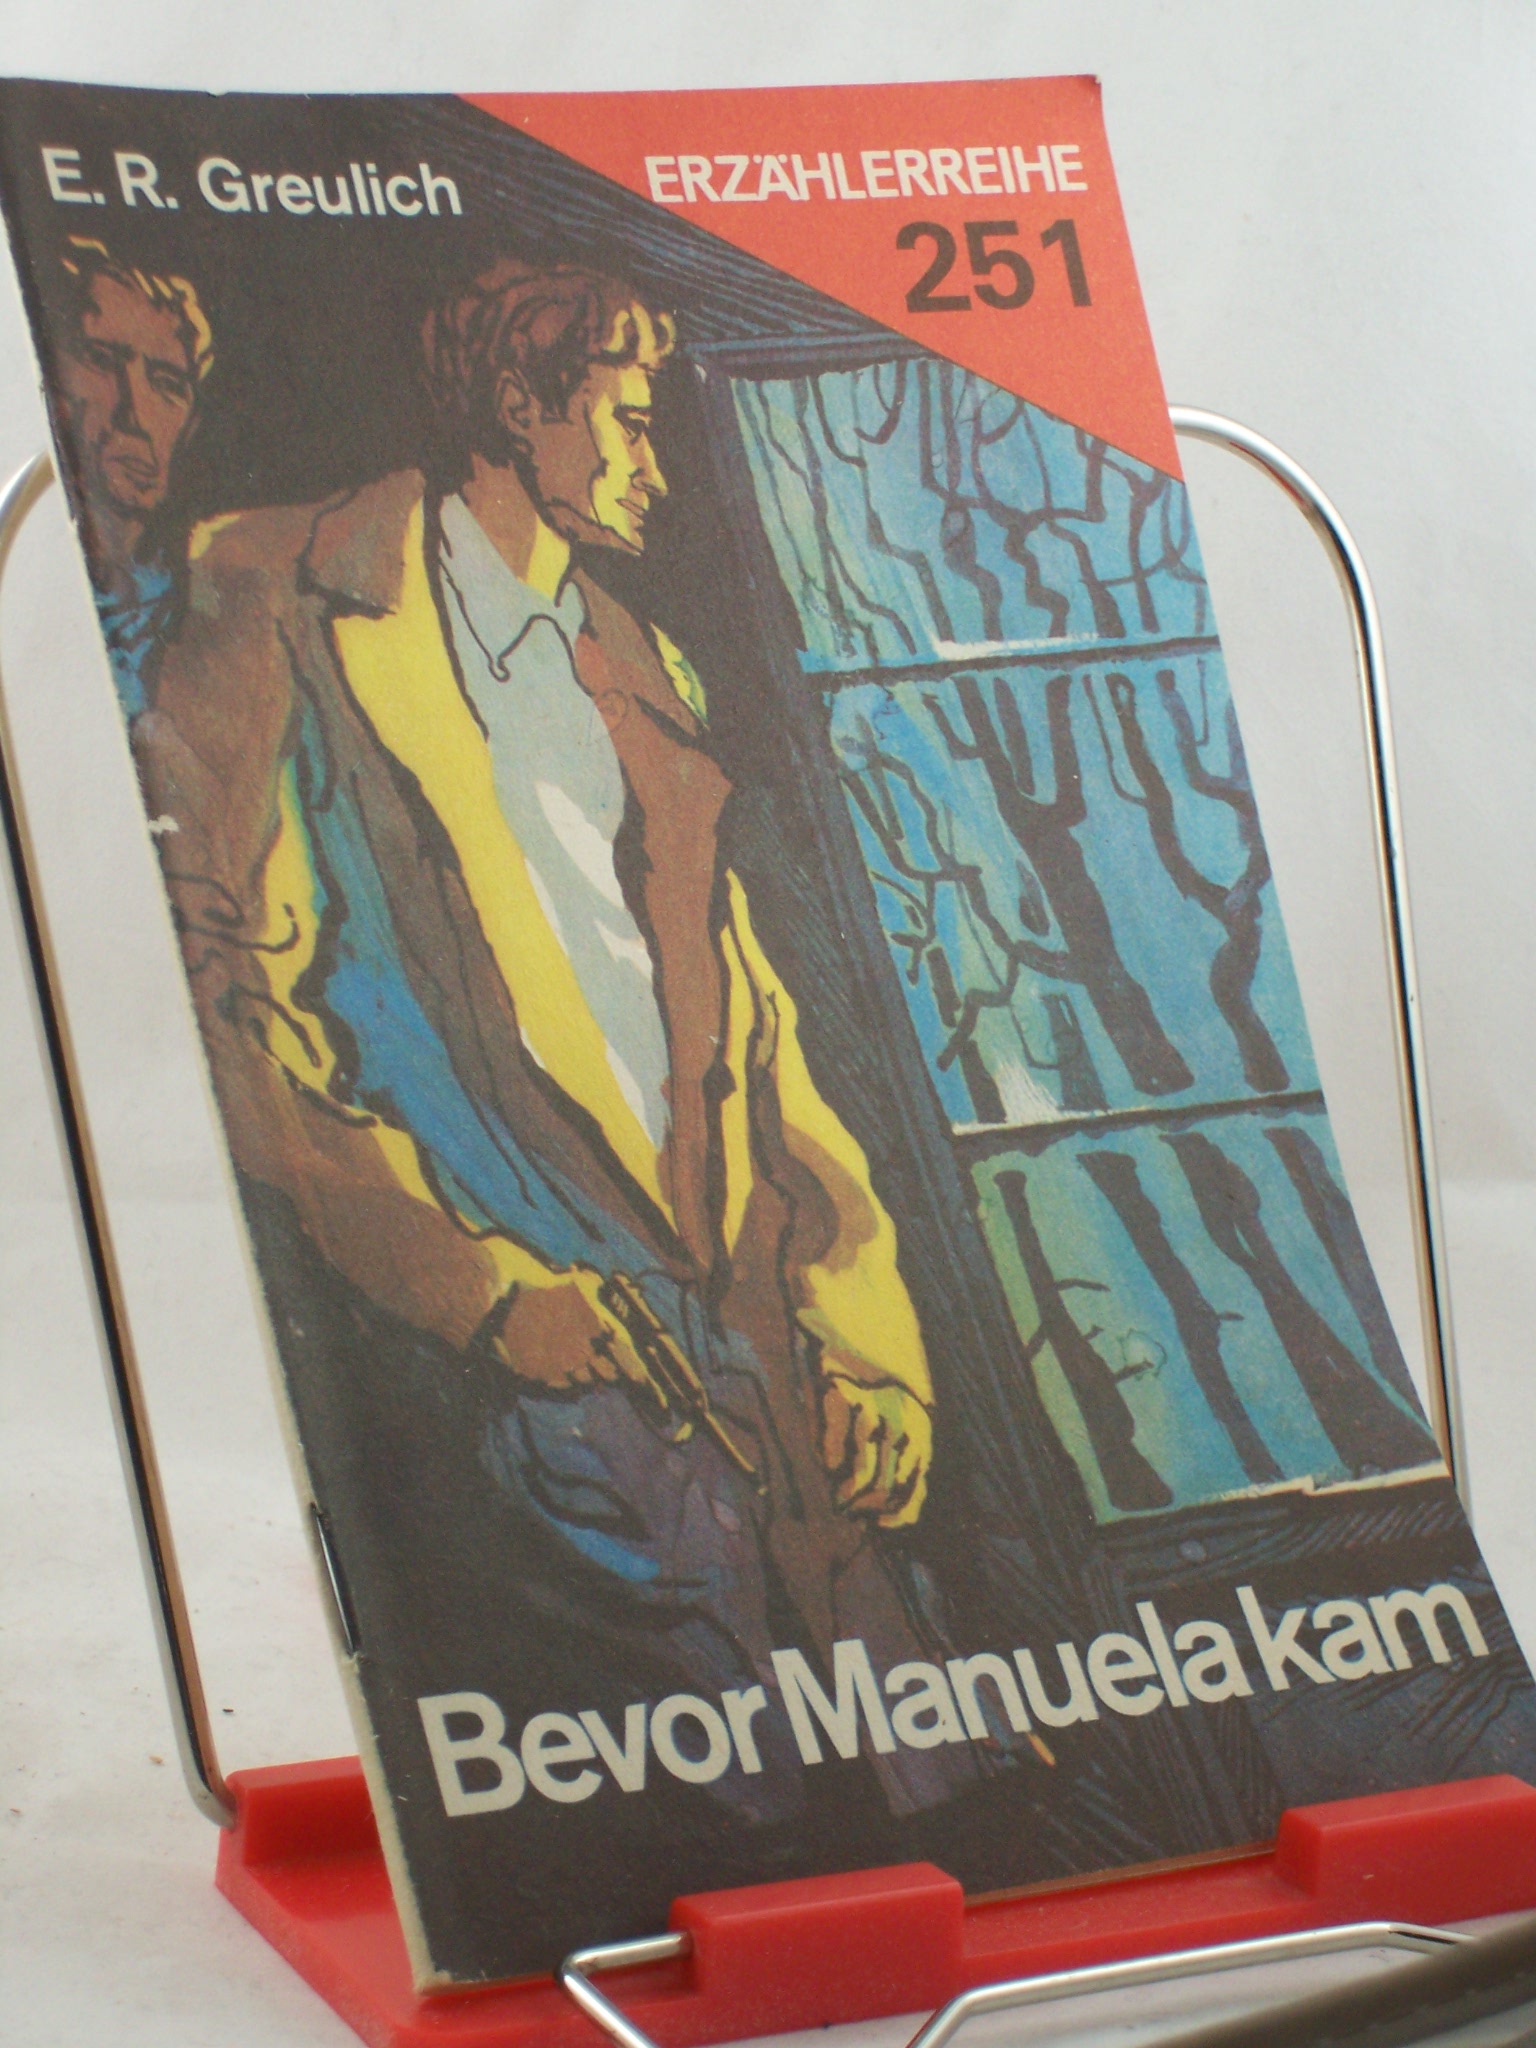 E. R. Greulich
ERZÄHLERREIHE
251
Bevor Manuela kam